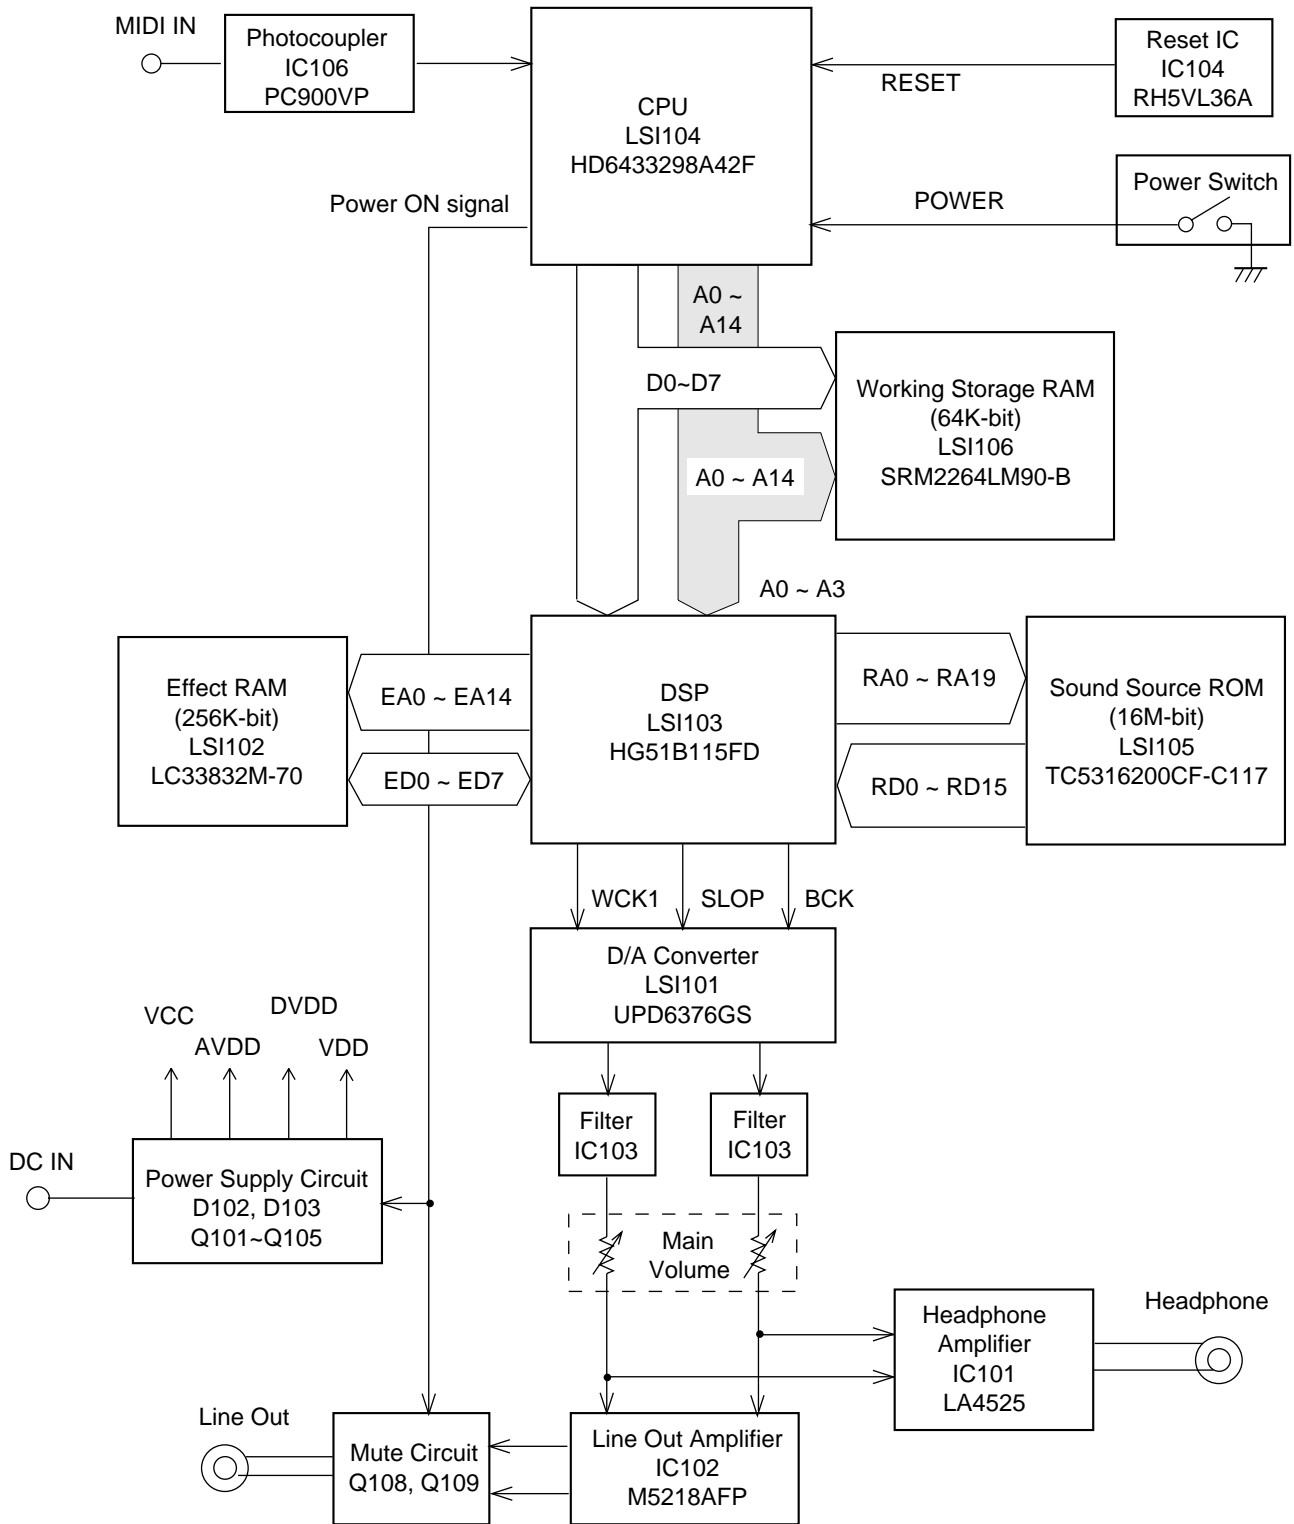 MIDI IN
Photocoupler
IC106
PC900VP
CPU
LSI104
HD6433298A42F
RESET
Reset IC
IC104
RH5VL36A
Power ON signal
POWER
Power Switch
A0 ~
A14
D0~D7
Working Storage RAM
(64K-bit)
LSI106
SRM2264LM90-B
A0 ~ A14
A0 ~ A3
Effect RAM
(256K-bit)
LSI102
LC33832M-70
EA0 ~ EA14
ED0 ~ ED7
DSP
LSI103
HG51B115FD
RA0 ~ RA19
RD0 ~ RD15
Sound Source ROM
(16M-bit)
LSI105
TC5316200CF-C117
WCK1
SLOP
BCK
D/A Converter
LSI101
UPD6376GS
VCC
DVDD
AVDD
VDD
Filter
IC103
Filter
IC103
DC IN
Power Supply Circuit
D102, D103
Q101~Q105
Main
Volume
Headphone
Amplifier
IC101
LA4525
Headphone
Line Out
Mute Circuit
Q108, Q109
Line Out Amplifier
IC102
M5218AFP